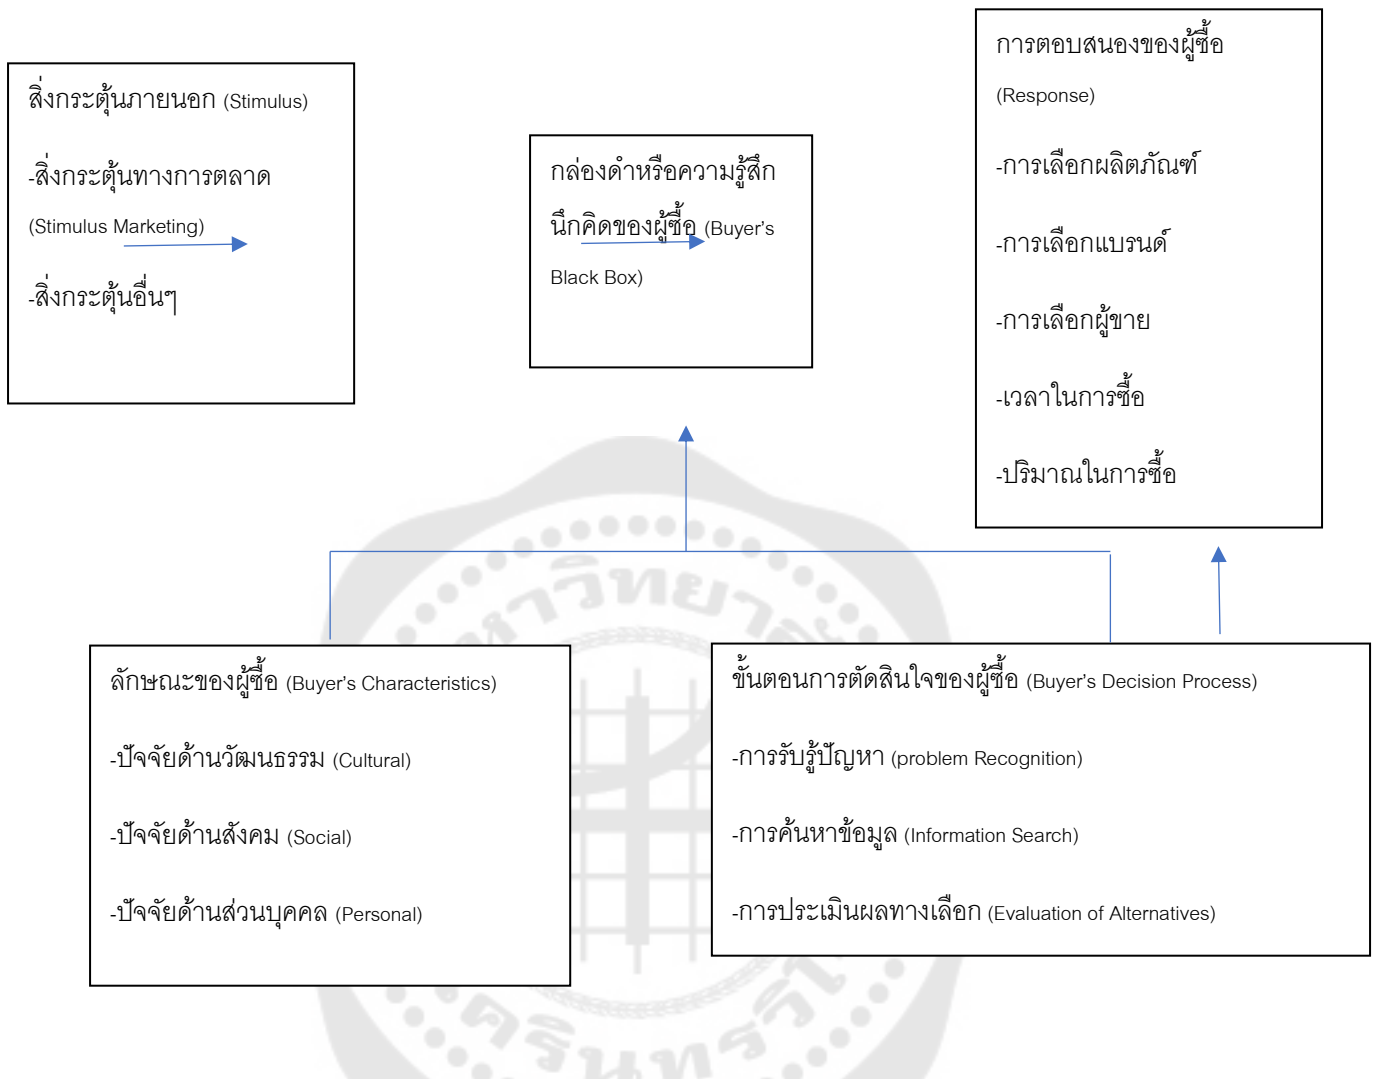 สิ่งกระตุ้นภายนอก (Stimulus)
-สิ่งกระตุ้นทางการตลาด
(Stimulus Marketing)
-สิ่งกระตุ้นอื่นๆ
กล่องดำหรือความรู้สึก
นึกคิดของผู้ซื้อ (Buyer's
Black Box)
การตอบสนองของผู้ซื้อ
(Response)
-การเลือกผลิตภัณฑ์
-การเลือกแบรนด์
-การเลือกผู้ขาย
-เวลาในการซื้อ
-ปริมาณในการซื้อ
ลักษณะของผู้ซื้อ (Buyer's Characteristics)
-ปัจจัยด้านวัฒนธรรม (Cultural)
-ปัจจัยด้านสังคม (Social)
-ปัจจัยด้านส่วนบุคคล (Personal)
ขั้นตอนการตัดสินใจของผู้ซื้อ (Buyer's Decision Process)
-การรับรู้ปัญหา (problem Recognition)
-การค้นหาข้อมูล (Information Search)
-การประเมินผลทางเลือก (Evaluation of Alternatives)